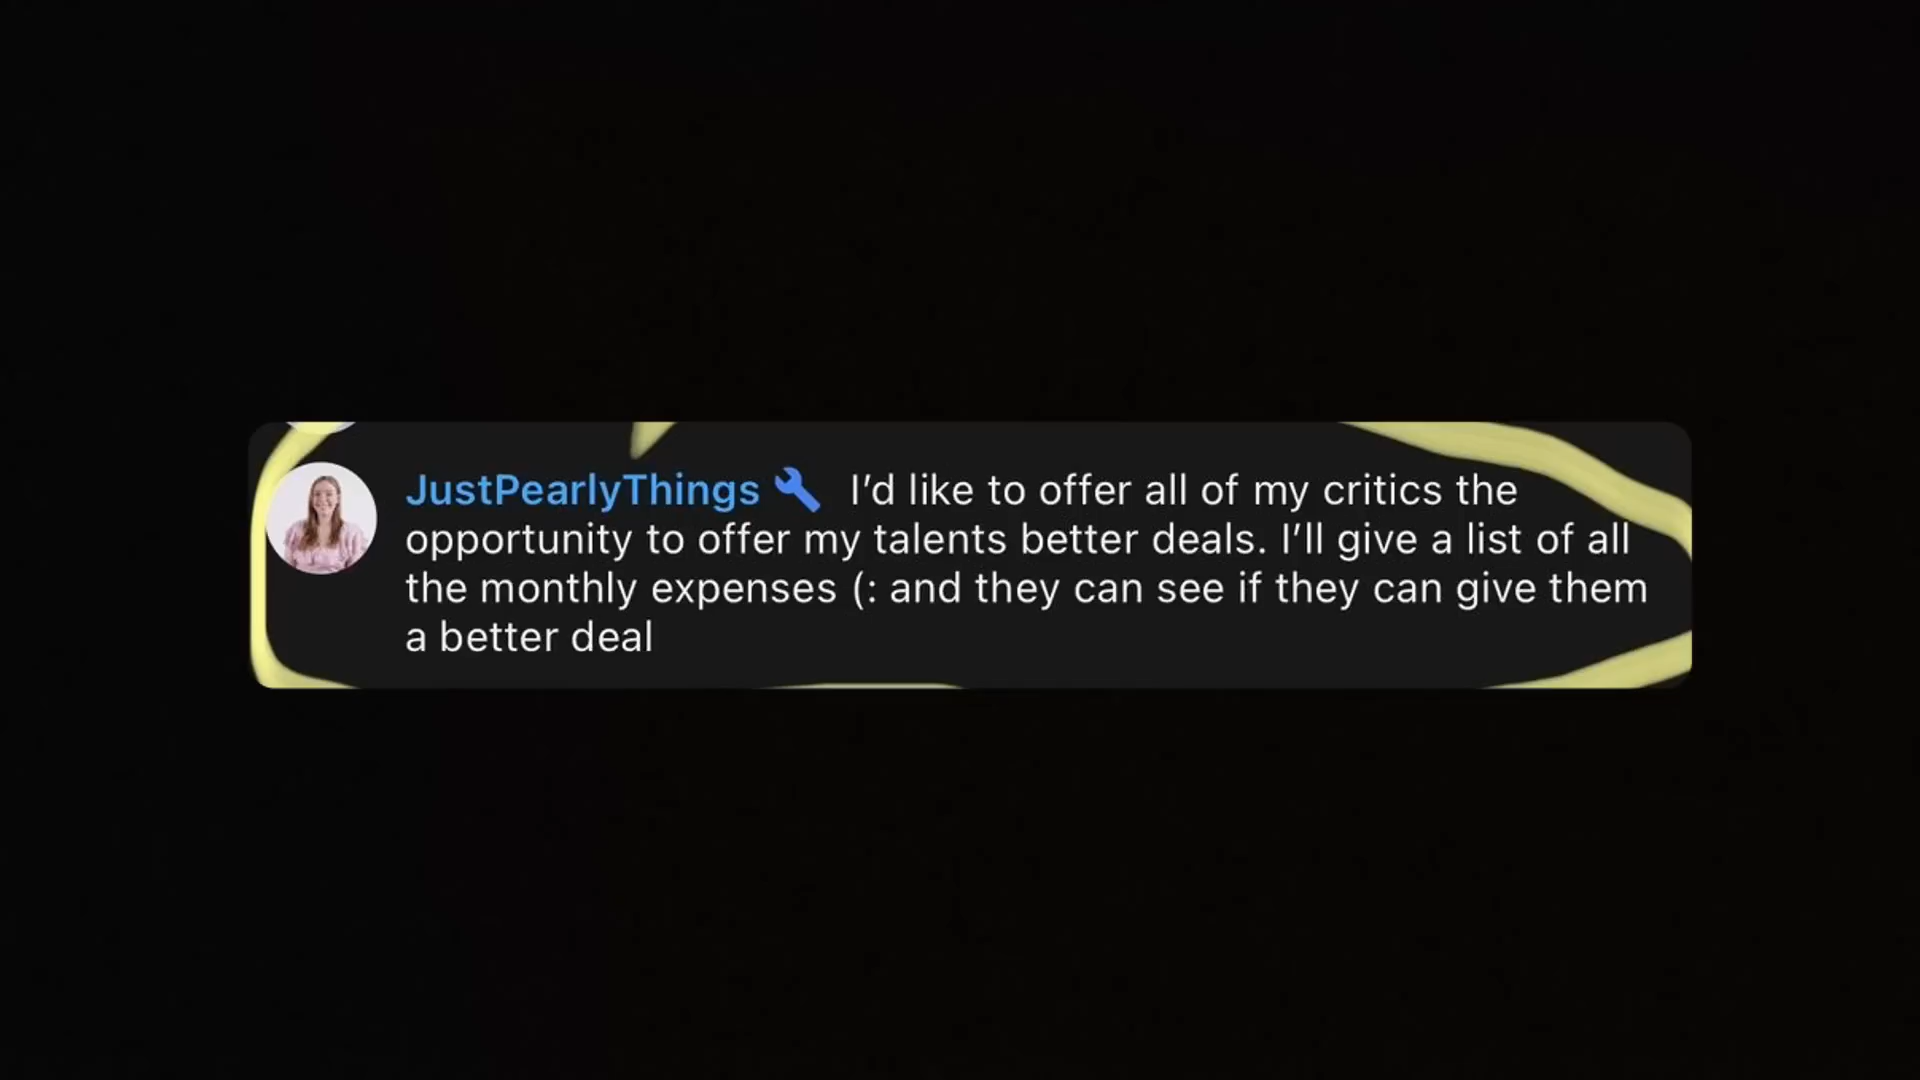 JustPearlyThings I’d like to offer all of my critics the
opportunity to offer my talents better deals. I’ll give a list of all
the monthly expenses (: and they can see if they can give them
a better deal